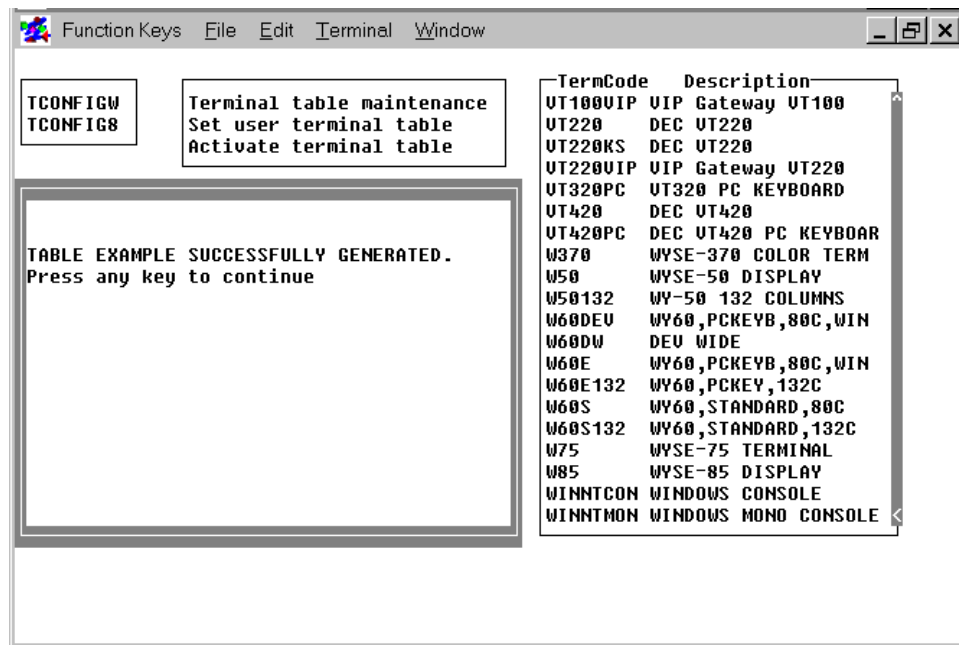 Function Keys File Edit Terminal Window
TCONFIGW
TCONFIG8
Terminal table maintenance
Set user terminal table
Activate terminal table
TABLE EXAMPLE SUCCESSFULLY GENERATED.
Press any key to continue
TermCode Description
VT100VIP VIP Gateway VT100
VT220 DEC VT220
VT220KS DEC VT220
VT220VIP VIP Gateway VT220
VT320PC VT320 PC KEYBOARD
VT420 DEC VT420
VT420PC DEC VT420 PC KEYBOAR
W370 WYSE-370 COLOR TERM
W50 WYSE-50 DISPLAY
W50132 WY-50 132 COLUMNS
W60DEV WY60,PCKEYB,80C,WIN
W60DW DEV WIDE
W60E WY60,PCKEYB,80C,WIN
W60E132 WY60,PCKEY,132C
W60S WY60,STANDARD,80C
W60S132 WY60,STANDARD,132C
W75 WYSE-75 TERMINAL
W85 WYSE-85 DISPLAY
WINNTCON WINDOWS CONSOLE
WINNTMON WINDOWS MONO CONSOLE